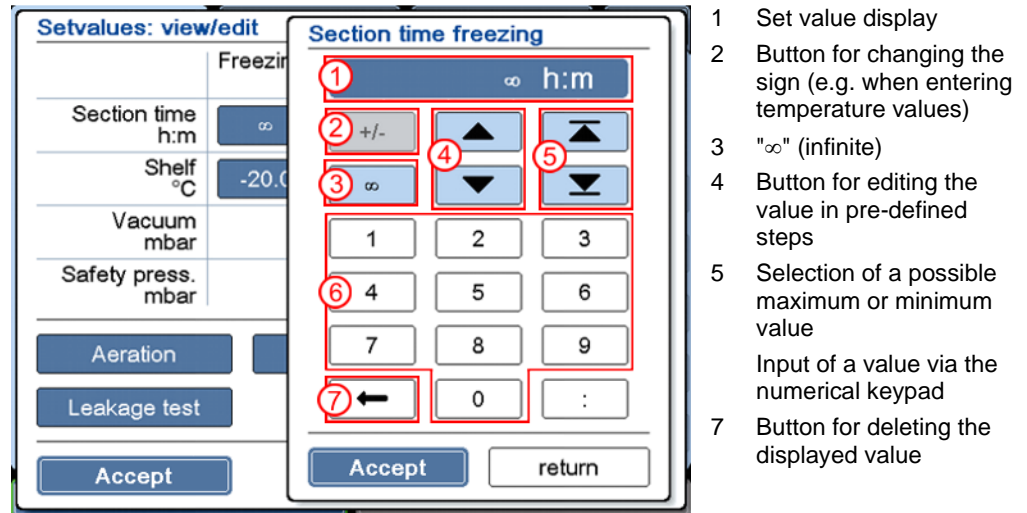 Setvalues: view/edit
Freezin
Section time
h:m
∞
Shelf
°C
-20.0
Vacuum
mbar
Safety press.
mbar
Aeration
Leakage test
Accept
Section time freezing
1
∞ h:m
2 +/-
4
5
3 ∞
1 2 3
6 4 5 6
7 8 9
7 0 :
Accept return
1 Set value display
2 Button for changing the
sign (e.g. when entering
temperature values)
3 "∞" (infinite)
4 Button for editing the
value in pre-defined
steps
5 Selection of a possible
maximum or minimum
value
Input of a value via the
numerical keypad
7 Button for deleting the
displayed value